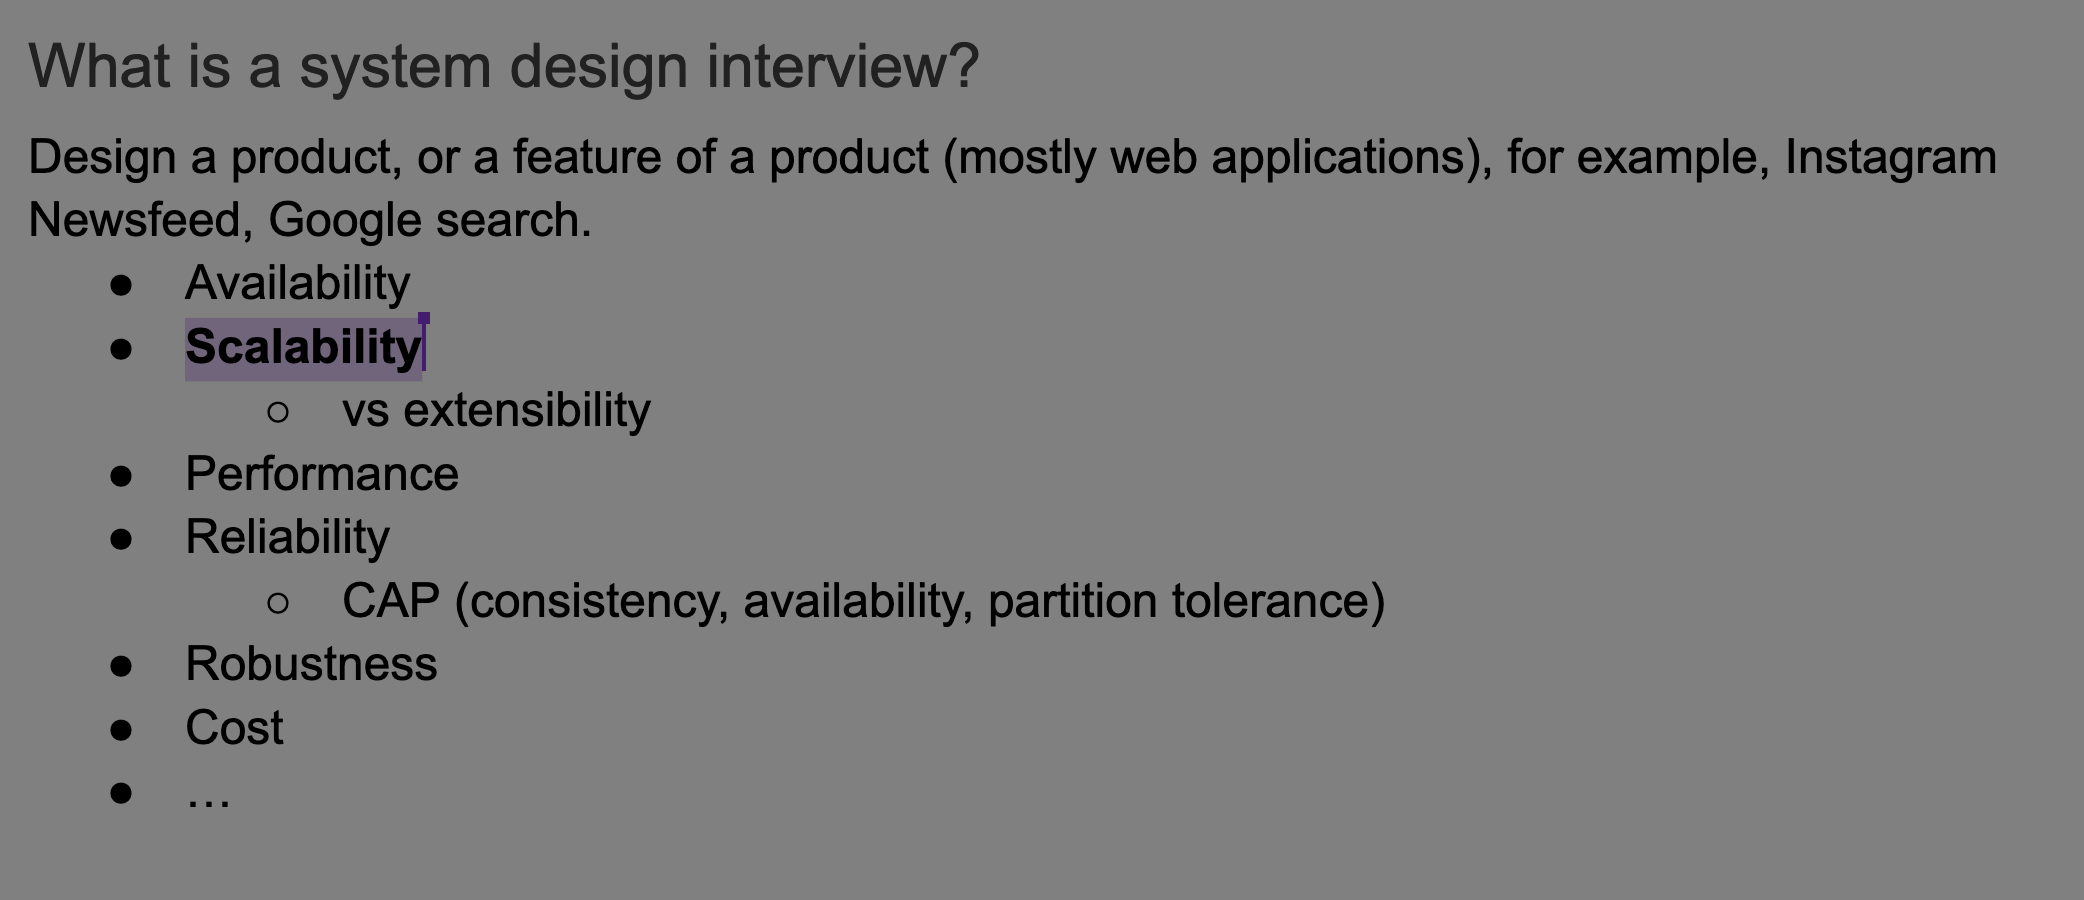 What is a system design interview?
Design a product, or a feature of a product (mostly web applications), for example, Instagram
Newsfeed, Google search.
● Availability
● Scalability
○ vs extensibility
● Performance
● Reliability
○ CAP (consistency, availability, partition tolerance)
● Robustness
● Cost
● …